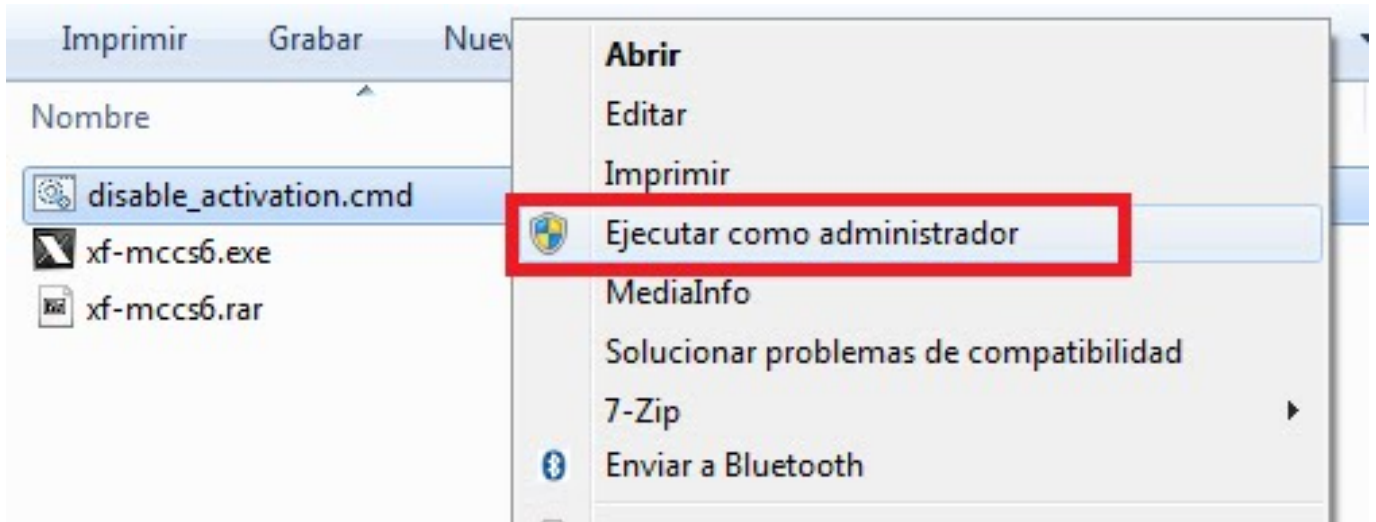 Imprimir Grabar Nuev
Nombre
disable_activation.cmd
xf-mccs6.exe
xf-mccs6.rar
Abrir
Editar
Imprimir
Ejecutar como administrador
MediaInfo
Solucionar problemas de compatibilidad
7-Zip
Enviar a Bluetooth